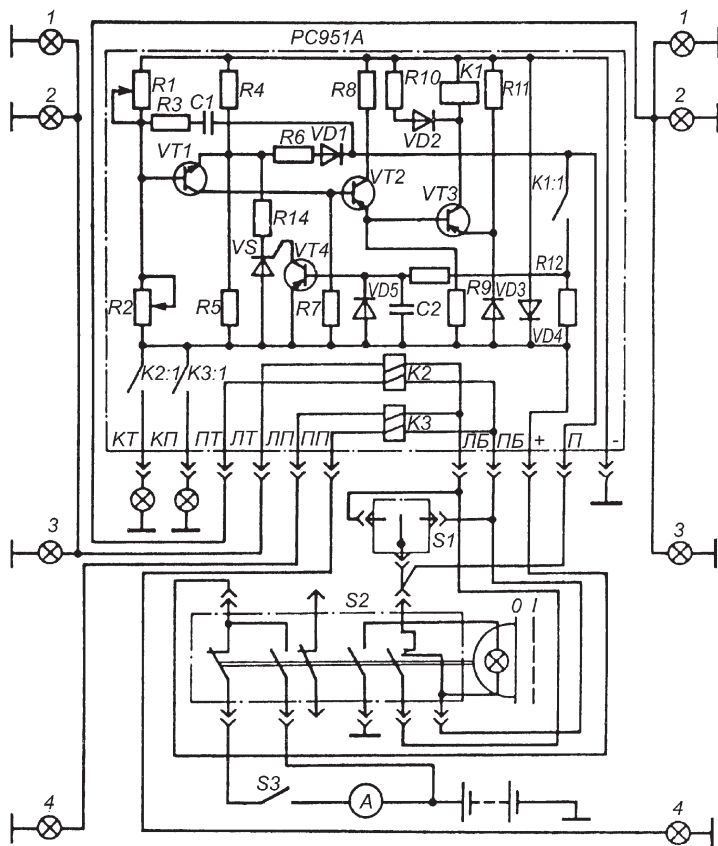 1 1
PC951A
R1 R4 R8 R10 K1 R11
2 2
R3 C1
R6 VD1 VD2
VT1 VT2 VT3 K1:1
R14
VS VT4 R12
R2 R5 R7 VD5 C2 R9 VD3 VD4
K2:1 K3:1 K2
K3
КТ КП ПТ ЛТ ЛП ПП ЛБ ПБ + П -
3 S1 3
S2 0 I
S3 A
4 4